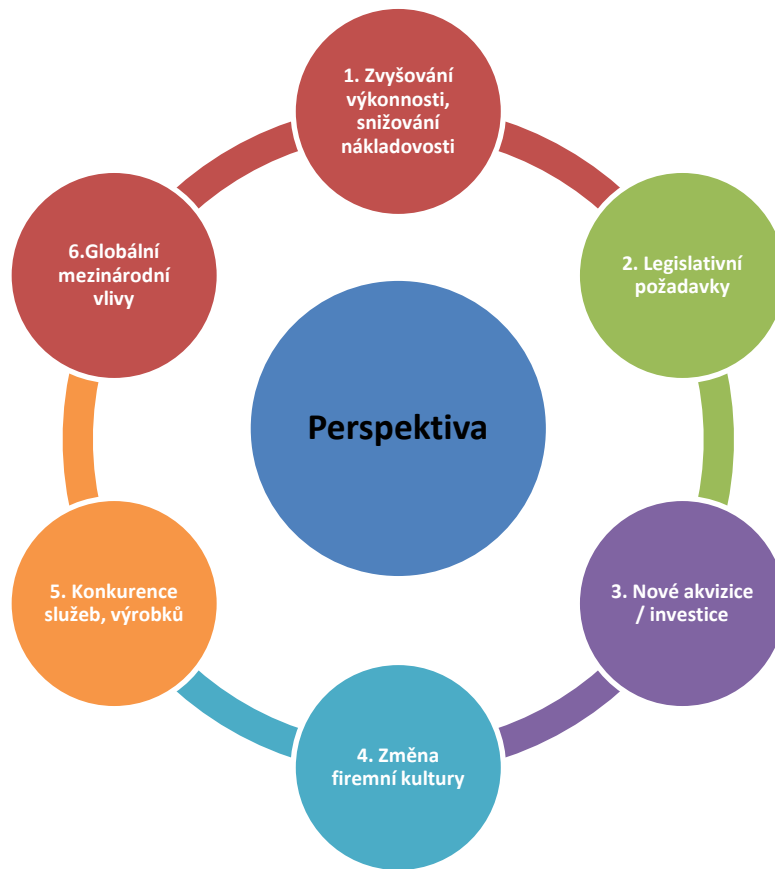 1. Zvyšování
výkonnosti,
snižování
nákladovosti
2. Legislativní
požadavky
3. Nové akvizice
/ investice
4. Změna
firemní kultury
5. Konkurence
služeb, výrobků
6.Globální
mezinárodní
vlivy
Perspektiva